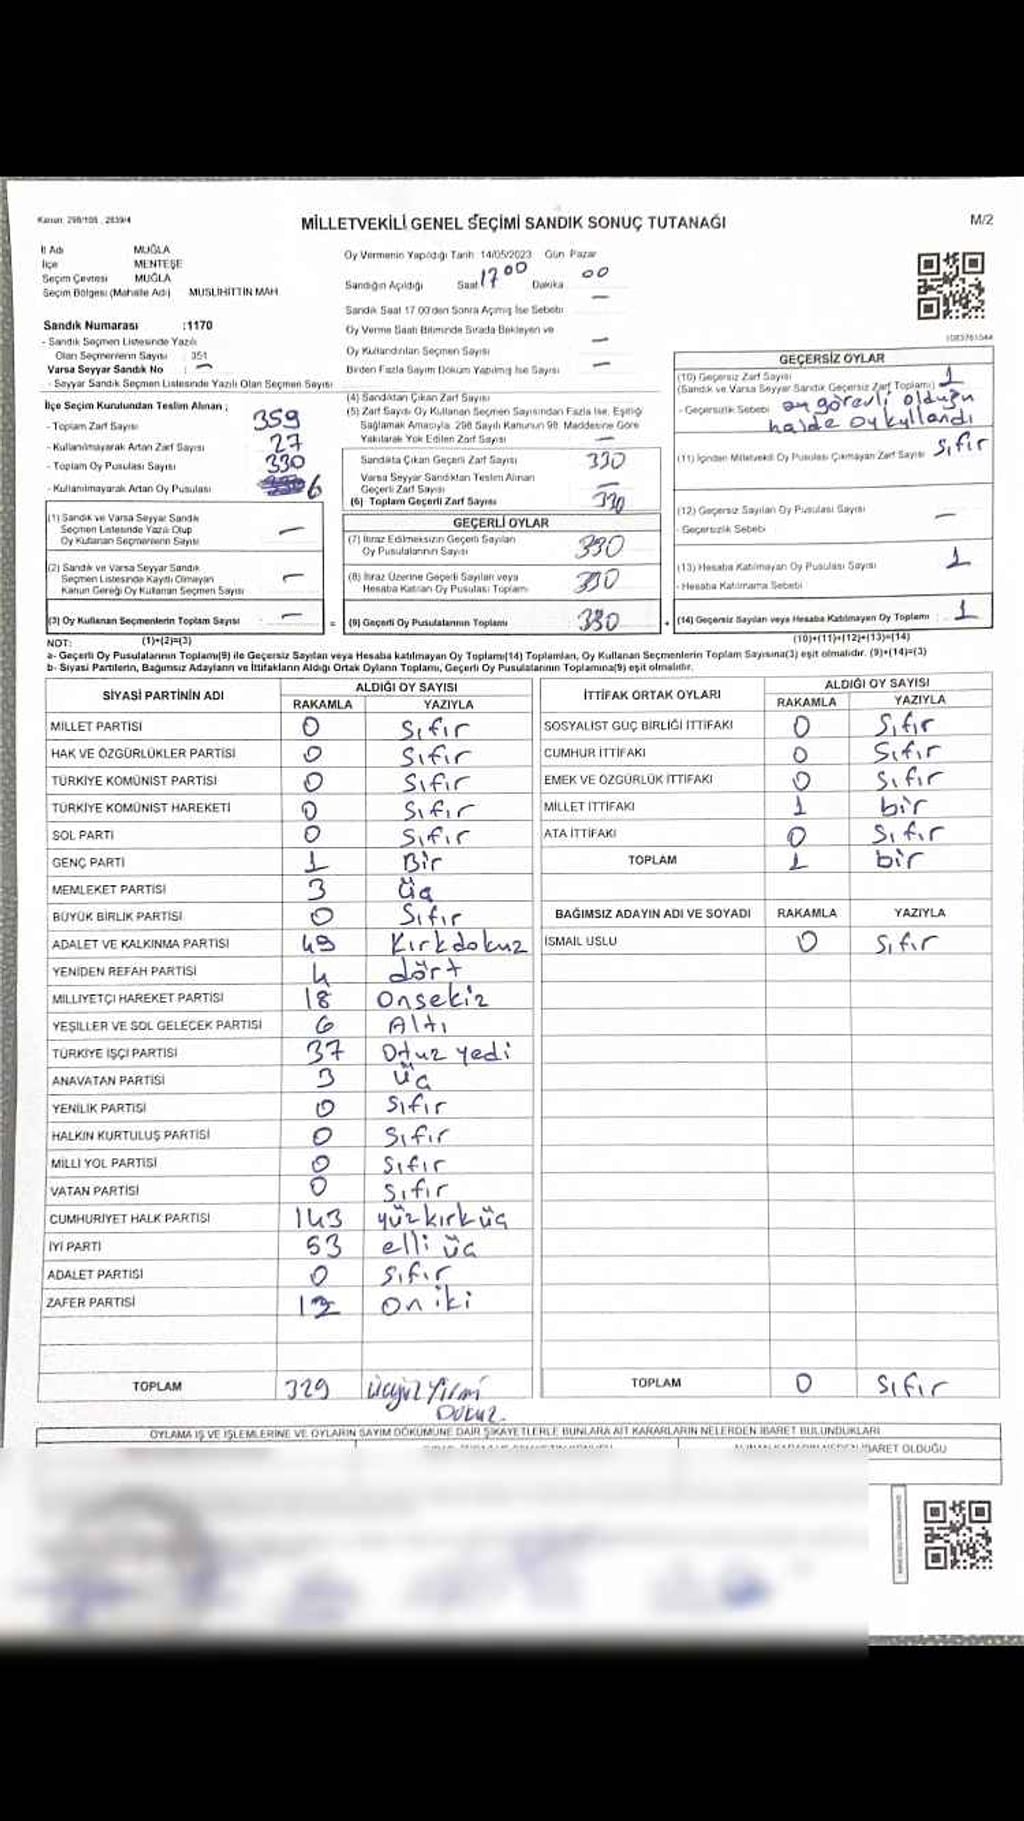 Kanun: 298/105 , 2839/4
MİLLETVEKİLİ GENEL SEÇİMİ SANDIK SONUÇ TUTANAĞI
M/2
İl Adı MUĞLA
İlçe MENTEŞE
Seçim Çevresi MUĞLA
Seçim Bölgesi (Mahalle Adı) MUSLİHİTTİN MAH.
Sandık Numarası :1170
- Sandık Seçmen Listesinde Yazılı
Olan Seçmenlerin Sayısı : 351
Varsa Seyyar Sandık No : —
- Seyyar Sandık Seçmen Listesinde Yazılı Olan Seçmen Sayısı
İlçe Seçim Kurulundan Teslim Alınan ;
- Toplam Zarf Sayısı 359
- Kullanılmayarak Artan Zarf Sayısı 27
- Toplam Oy Pusulası Sayısı 330
- Kullanılmayarak Artan Oy Pusulası 6
(1) Sandık ve Varsa Seyyar Sandık
Seçmen Listesinde Yazılı Olup
Oy Kullanan Seçmenlerin Sayısı —
(2) Sandık ve Varsa Seyyar Sandık
Seçmen Listesinde Kayıtlı Olmayan
Kanun Gereği Oy Kullanan Seçmen Sayısı —
(3) Oy Kullanan Seçmenlerin Toplam Sayısı —
Oy Vermenin Yapıldığı Tarih 14/05/2023 Gün Pazar
Sandığın Açıldığı Saat 17 00 Dakika 00
Sandık Saat 17.00'den Sonra Açılmış İse Sebebi —
Oy Verme Saati Bitiminde Sırada Bekleyen ve
Oy Kullandırılan Seçmen Sayısı —
Birden Fazla Sayım Döküm Yapılmış İse Sayısı —
(4) Sandıktan Çıkan Zarf Sayısı
(5) Zarf Sayısı Oy Kullanan Seçmen Sayısından Fazla İse, Eşitliği
Sağlamak Amacıyla, 298 Sayılı Kanunun 98. Maddesine Göre
Yakılarak Yok Edilen Zarf Sayısı —
Sandıkta Çıkan Geçerli Zarf Sayısı 330
Varsa Seyyar Sandıktan Teslim Alınan
Geçerli Zarf Sayısı —
(6) Toplam Geçerli Zarf Sayısı 330
GEÇERLİ OYLAR
(7) İtiraz Edilmeksizin Geçerli Sayılan
Oy Pusulalarının Sayısı 330
(8) İtiraz Üzerine Geçerli Sayılan veya
Hesaba Katılan Oy Pusulası Toplamı 330
= (9) Geçerli Oy Pusulalarının Toplamı 330
1083761044
GEÇERSİZ OYLAR
(10) Geçersiz Zarf Sayısı 1
(Sandık ve Varsa Seyyar Sandık Geçersiz Zarf Toplamı)
- Geçersizlik Sebebi ay görevli olduğu
halde oy kullandı
(11) İçinden Milletvekili Oy Pusulası Çıkmayan Zarf Sayısı Sıfır
(12) Geçersiz Sayılan Oy Pusulası Sayısı —
- Geçersizlik Sebebi
(13) Hesaba Katılmayan Oy Pusulası Sayısı 1
- Hesaba Katılmama Sebebi
+ (14) Geçersiz Sayılan veya Hesaba Katılmayan Oy Toplamı 1
NOT: (1)+(2)=(3)
(10)+(11)+(12)+(13)=(14)
a- Geçerli Oy Pusulalarının Toplamı(9) ile Geçersiz Sayılan veya Hesaba katılmayan Oy Toplamı(14) Toplamları, Oy Kullanan Seçmenlerin Toplam Sayısına(3) eşit olmalıdır. (9)+(14)=(3)
b- Siyasi Partilerin, Bağımsız Adayların ve İttifakların Aldığı Ortak Oyların Toplamı, Geçerli Oy Pusulalarının Toplamına(9) eşit olmalıdır.
SİYASİ PARTİNİN ADI ALDIĞI OY SAYISI
RAKAMLA YAZIYLA
MİLLET PARTİSİ 0 Sıfır
HAK VE ÖZGÜRLÜKLER PARTİSİ 0 Sıfır
TÜRKİYE KOMÜNİST PARTİSİ 0 Sıfır
TÜRKİYE KOMÜNİST HAREKETİ 0 Sıfır
SOL PARTİ 0 Sıfır
GENÇ PARTİ 1 Bir
MEMLEKET PARTİSİ 3 üç
BÜYÜK BİRLİK PARTİSİ 0 Sıfır
ADALET VE KALKINMA PARTİSİ 49 Kırkdokuz
YENİDEN REFAH PARTİSİ 4 dört
MİLLİYETÇİ HAREKET PARTİSİ 18 Onsekiz
YEŞİLLER VE SOL GELECEK PARTİSİ 6 Altı
TÜRKİYE İŞÇİ PARTİSİ 37 Otuz yedi
ANAVATAN PARTİSİ 3 üç
YENİLİK PARTİSİ 0 Sıfır
HALKIN KURTULUŞ PARTİSİ 0 Sıfır
MİLLİ YOL PARTİSİ 0 Sıfır
VATAN PARTİSİ 0 Sıfır
CUMHURİYET HALK PARTİSİ 143 yüzkırküç
İYİ PARTİ 53 elli üç
ADALET PARTİSİ 0 Sıfır
ZAFER PARTİSİ 12 On iki
TOPLAM 329 üçyüz yirmi
Dokuz.
İTTİFAK ORTAK OYLARI ALDIĞI OY SAYISI
RAKAMLA YAZIYLA
SOSYALİST GÜÇ BİRLİĞİ İTTİFAKI 0 Sıfır
CUMHUR İTTİFAKI 0 Sıfır
EMEK VE ÖZGÜRLÜK İTTİFAKI 0 Sıfır
MİLLET İTTİFAKI 1 bir
ATA İTTİFAKI 0 Sıfır
TOPLAM 1 bir
BAĞIMSIZ ADAYIN ADI VE SOYADI RAKAMLA YAZIYLA
İSMAİL USLU 0 Sıfır
TOPLAM 0 Sıfır
OYLAMA İŞ VE İŞLEMLERİNE VE OYLARIN SAYIM DÖKÜMÜNE DAİR ŞİKAYETLERLE BUNLARA AİT KARARLARIN NELERDEN İBARET BULUNDUKLARI
İBARET OLDUĞU